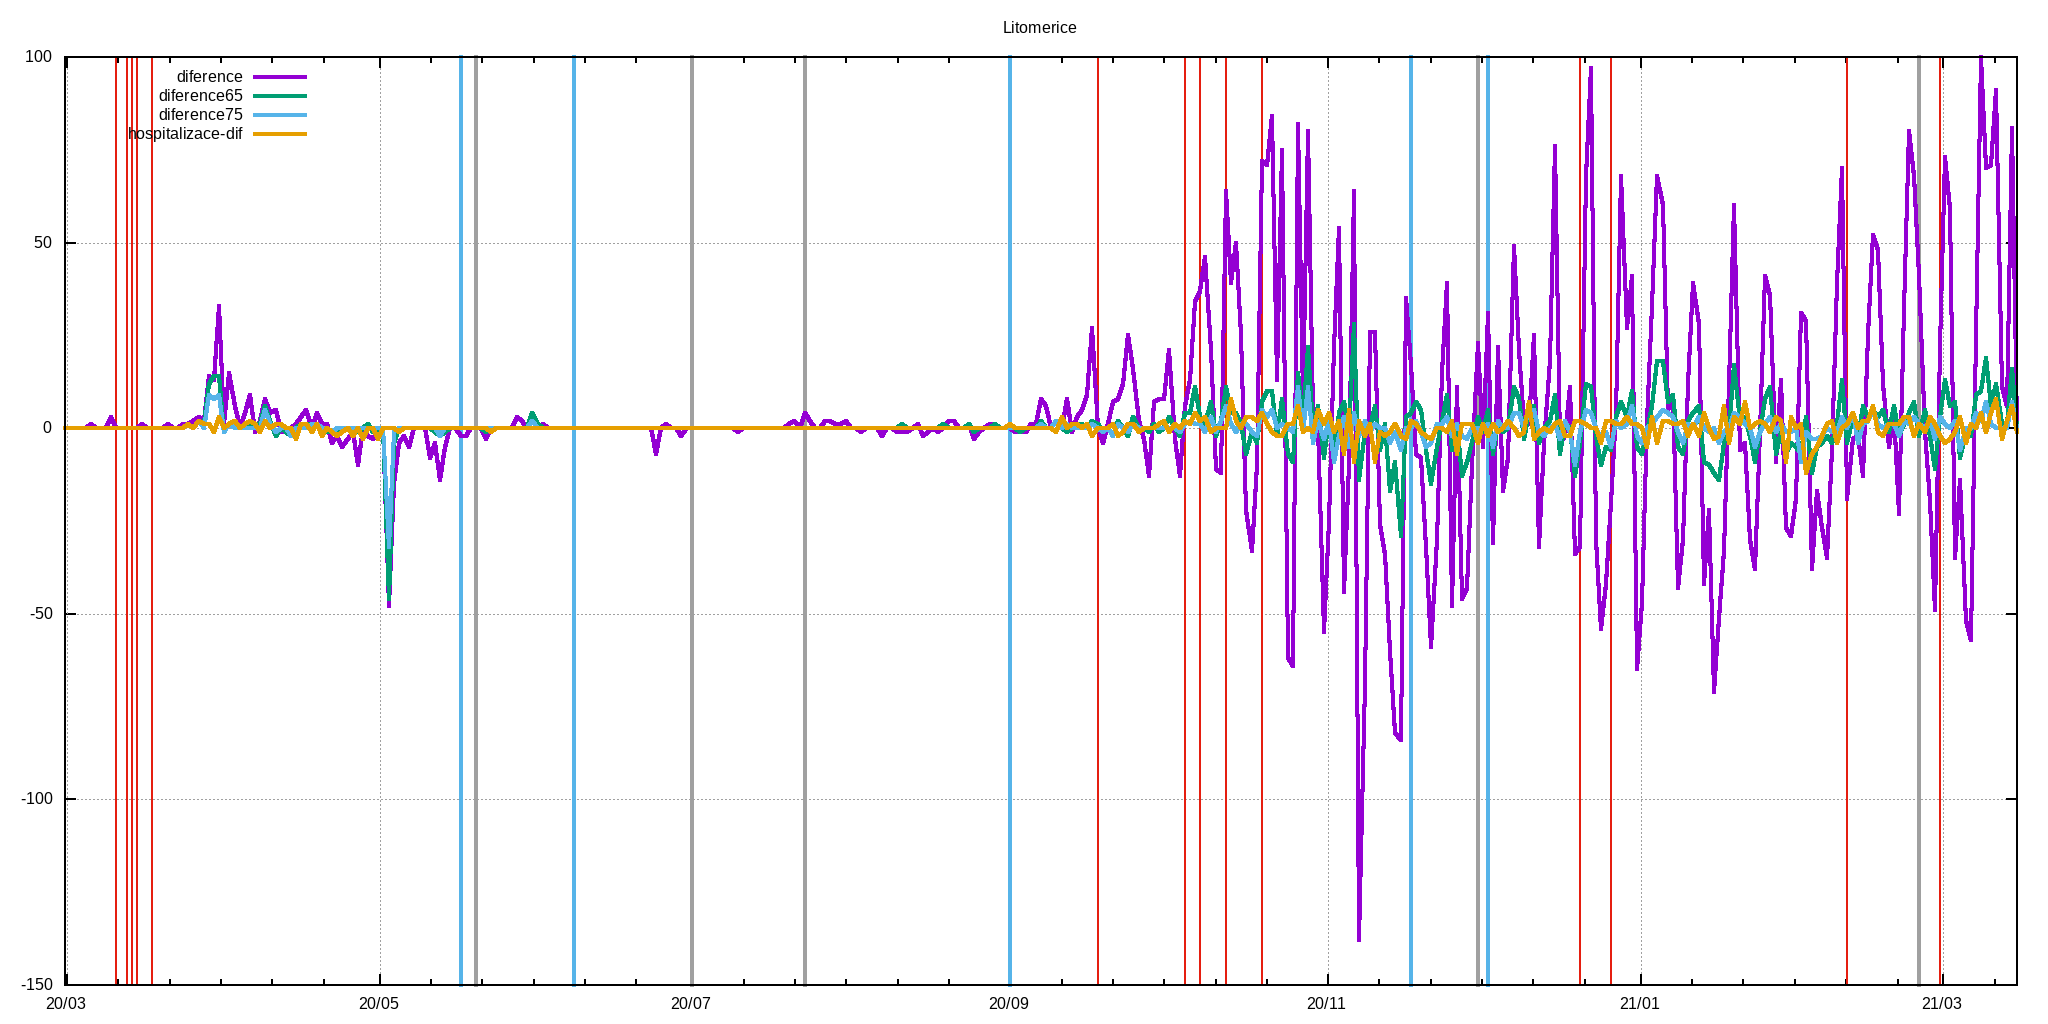 Litomerice
100
50
0
-50
-100
-150
diference
diference65
diference75
hospitalizace-dif
20/03 20/05 20/07 20/09 20/11 21/01 21/03